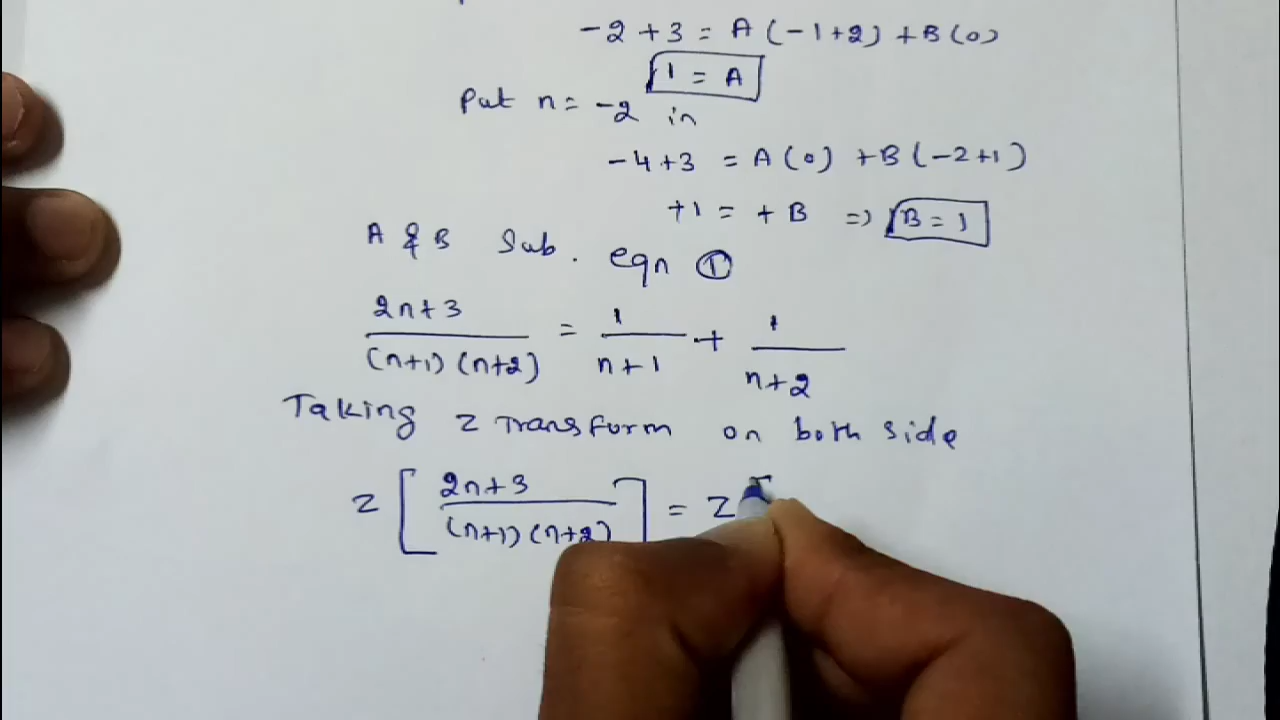 -2+3 = A(-1+2) +B(0)
1 = A
Put n= -2 in
-4+3 = A(0) +B(-2+1)
+1 = +B => B = 1
A & B Sub. eqn ①
2n+3 / (n+1)(n+2) = 1 / n+1 + 1 / n+2
Taking z Transform on both side
z [ 2n+3 / (n+1)(n+2) ] = z